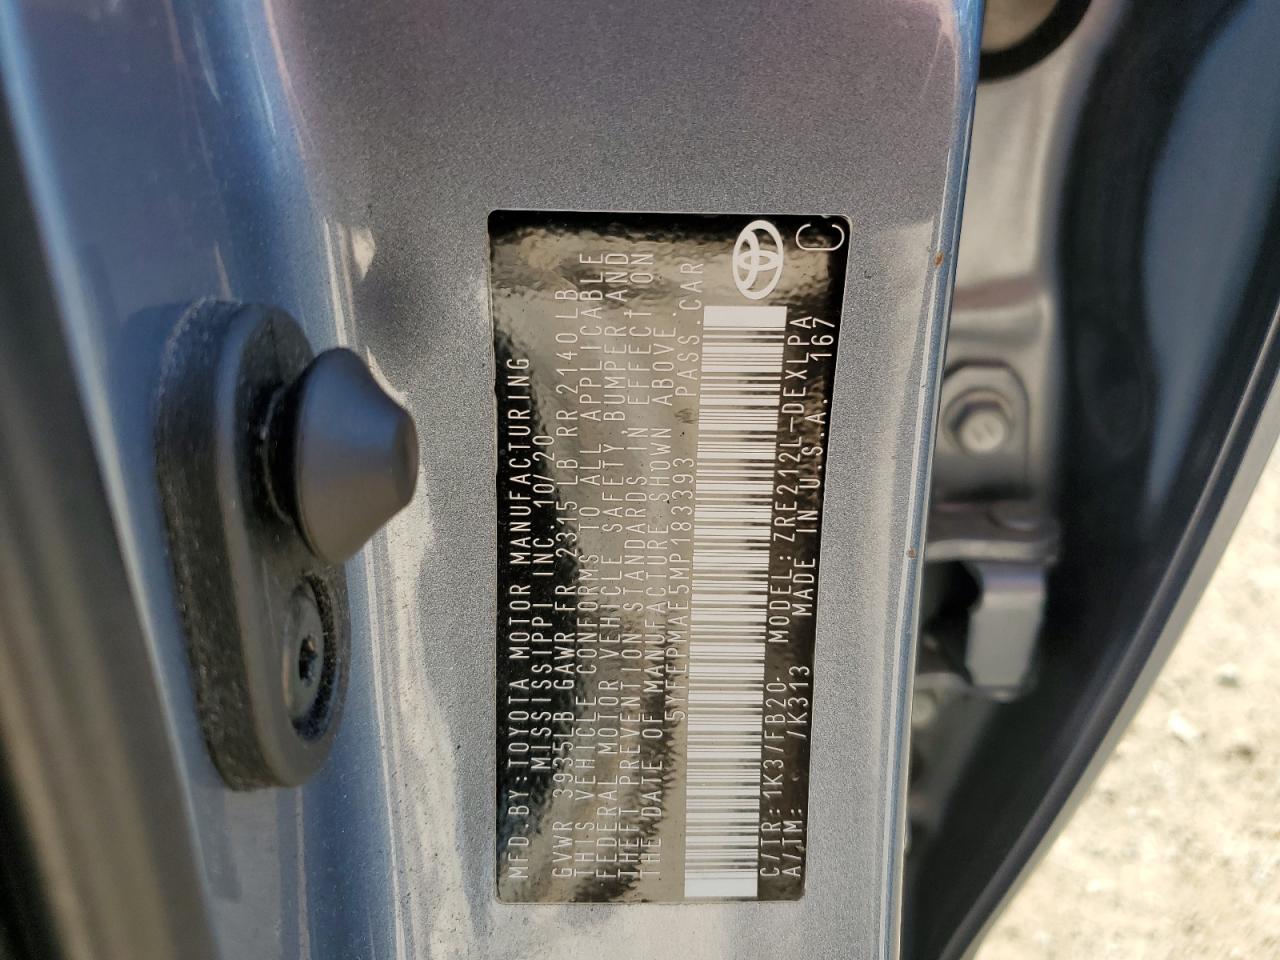 MFD.BY:TOYOTA MOTOR MANUFACTURING
MISSISSIPPI INC. 10/20
GVWR 3935LB GAWR FR 2315 LB RR 2140 LB
THIS VEHICLE CONFORMS TO ALL APPLICABLE
FEDERAL MOTOR VEHICLE SAFETY BUMPER, AND
THEFT PREVENTION STANDARDS IN EFFECT ON
THE DATE OF MANUFACTURE SHOWN ABOVE.
5YFEPMAE5MP183393 PASS.CAR
C/TR: 1K3/FB20 MODEL: ZRE212L-DEXLPA
A/TM: /K313 MADE IN U.S.A. 167 C